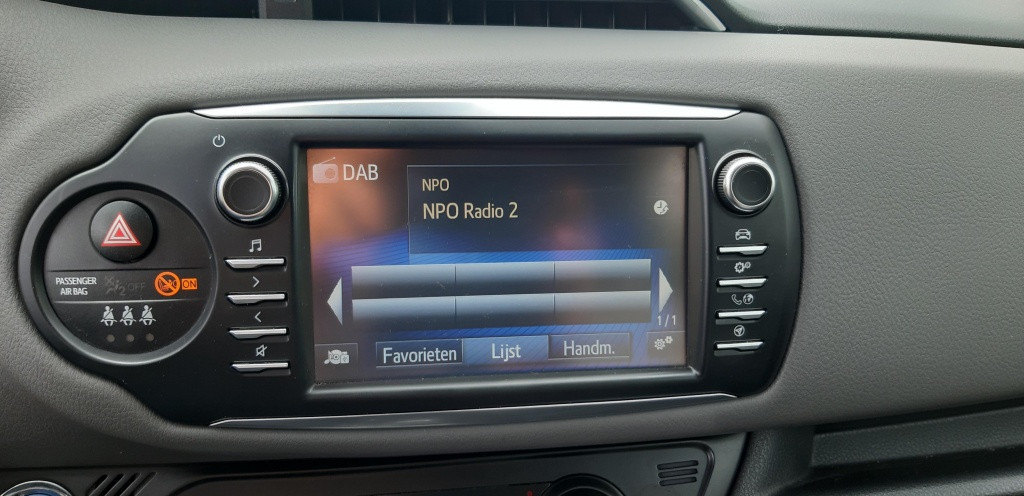 DAB
NPO
NPO Radio 2
PASSENGER
AIR BAG
OFF
ON
1/1
Favorieten
Lijst
Handm.